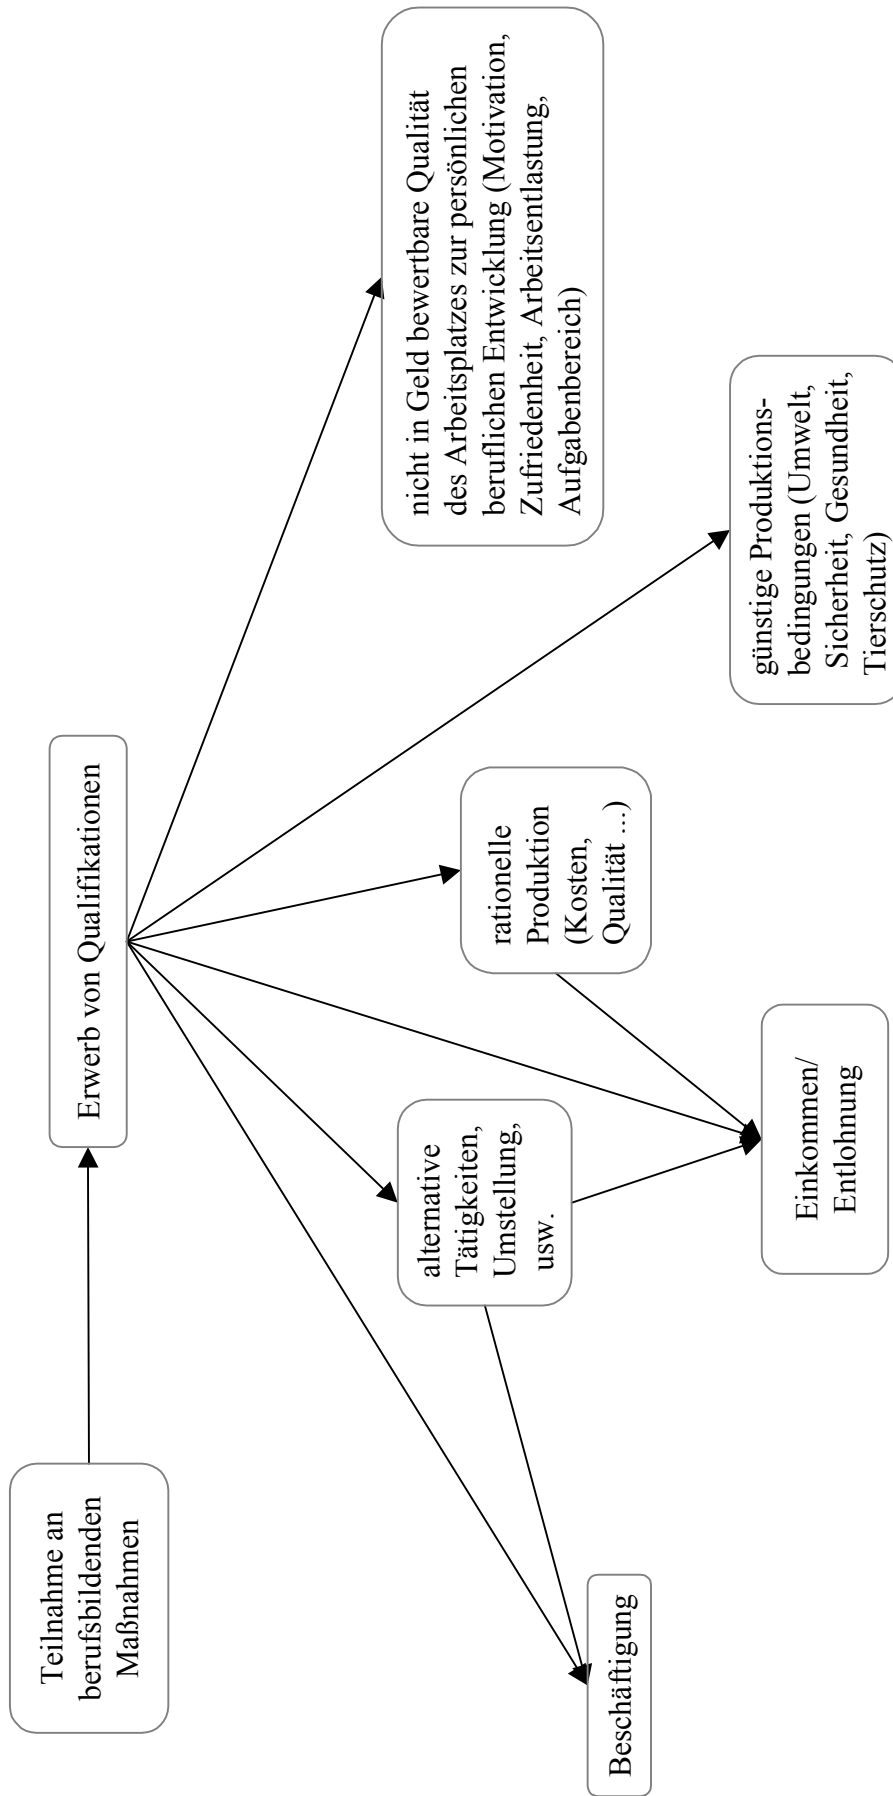 Teilnahme an
berufsbildenden
Maßnahmen
Erwerb von Qualifikationen
Beschäftigung
alternative
Tätigkeiten,
Umstellung,
usw.
Einkommen/
Entlohnung
rationelle
Produktion
(Kosten,
Qualität ...)
günstige Produktions-
bedingungen (Umwelt,
Sicherheit, Gesundheit,
Tierschutz)
nicht in Geld bewertbare Qualität
des Arbeitsplatzes zur persönlichen
beruflichen Entwicklung (Motivation,
Zufriedenheit, Arbeitsentlastung,
Aufgabenbereich)